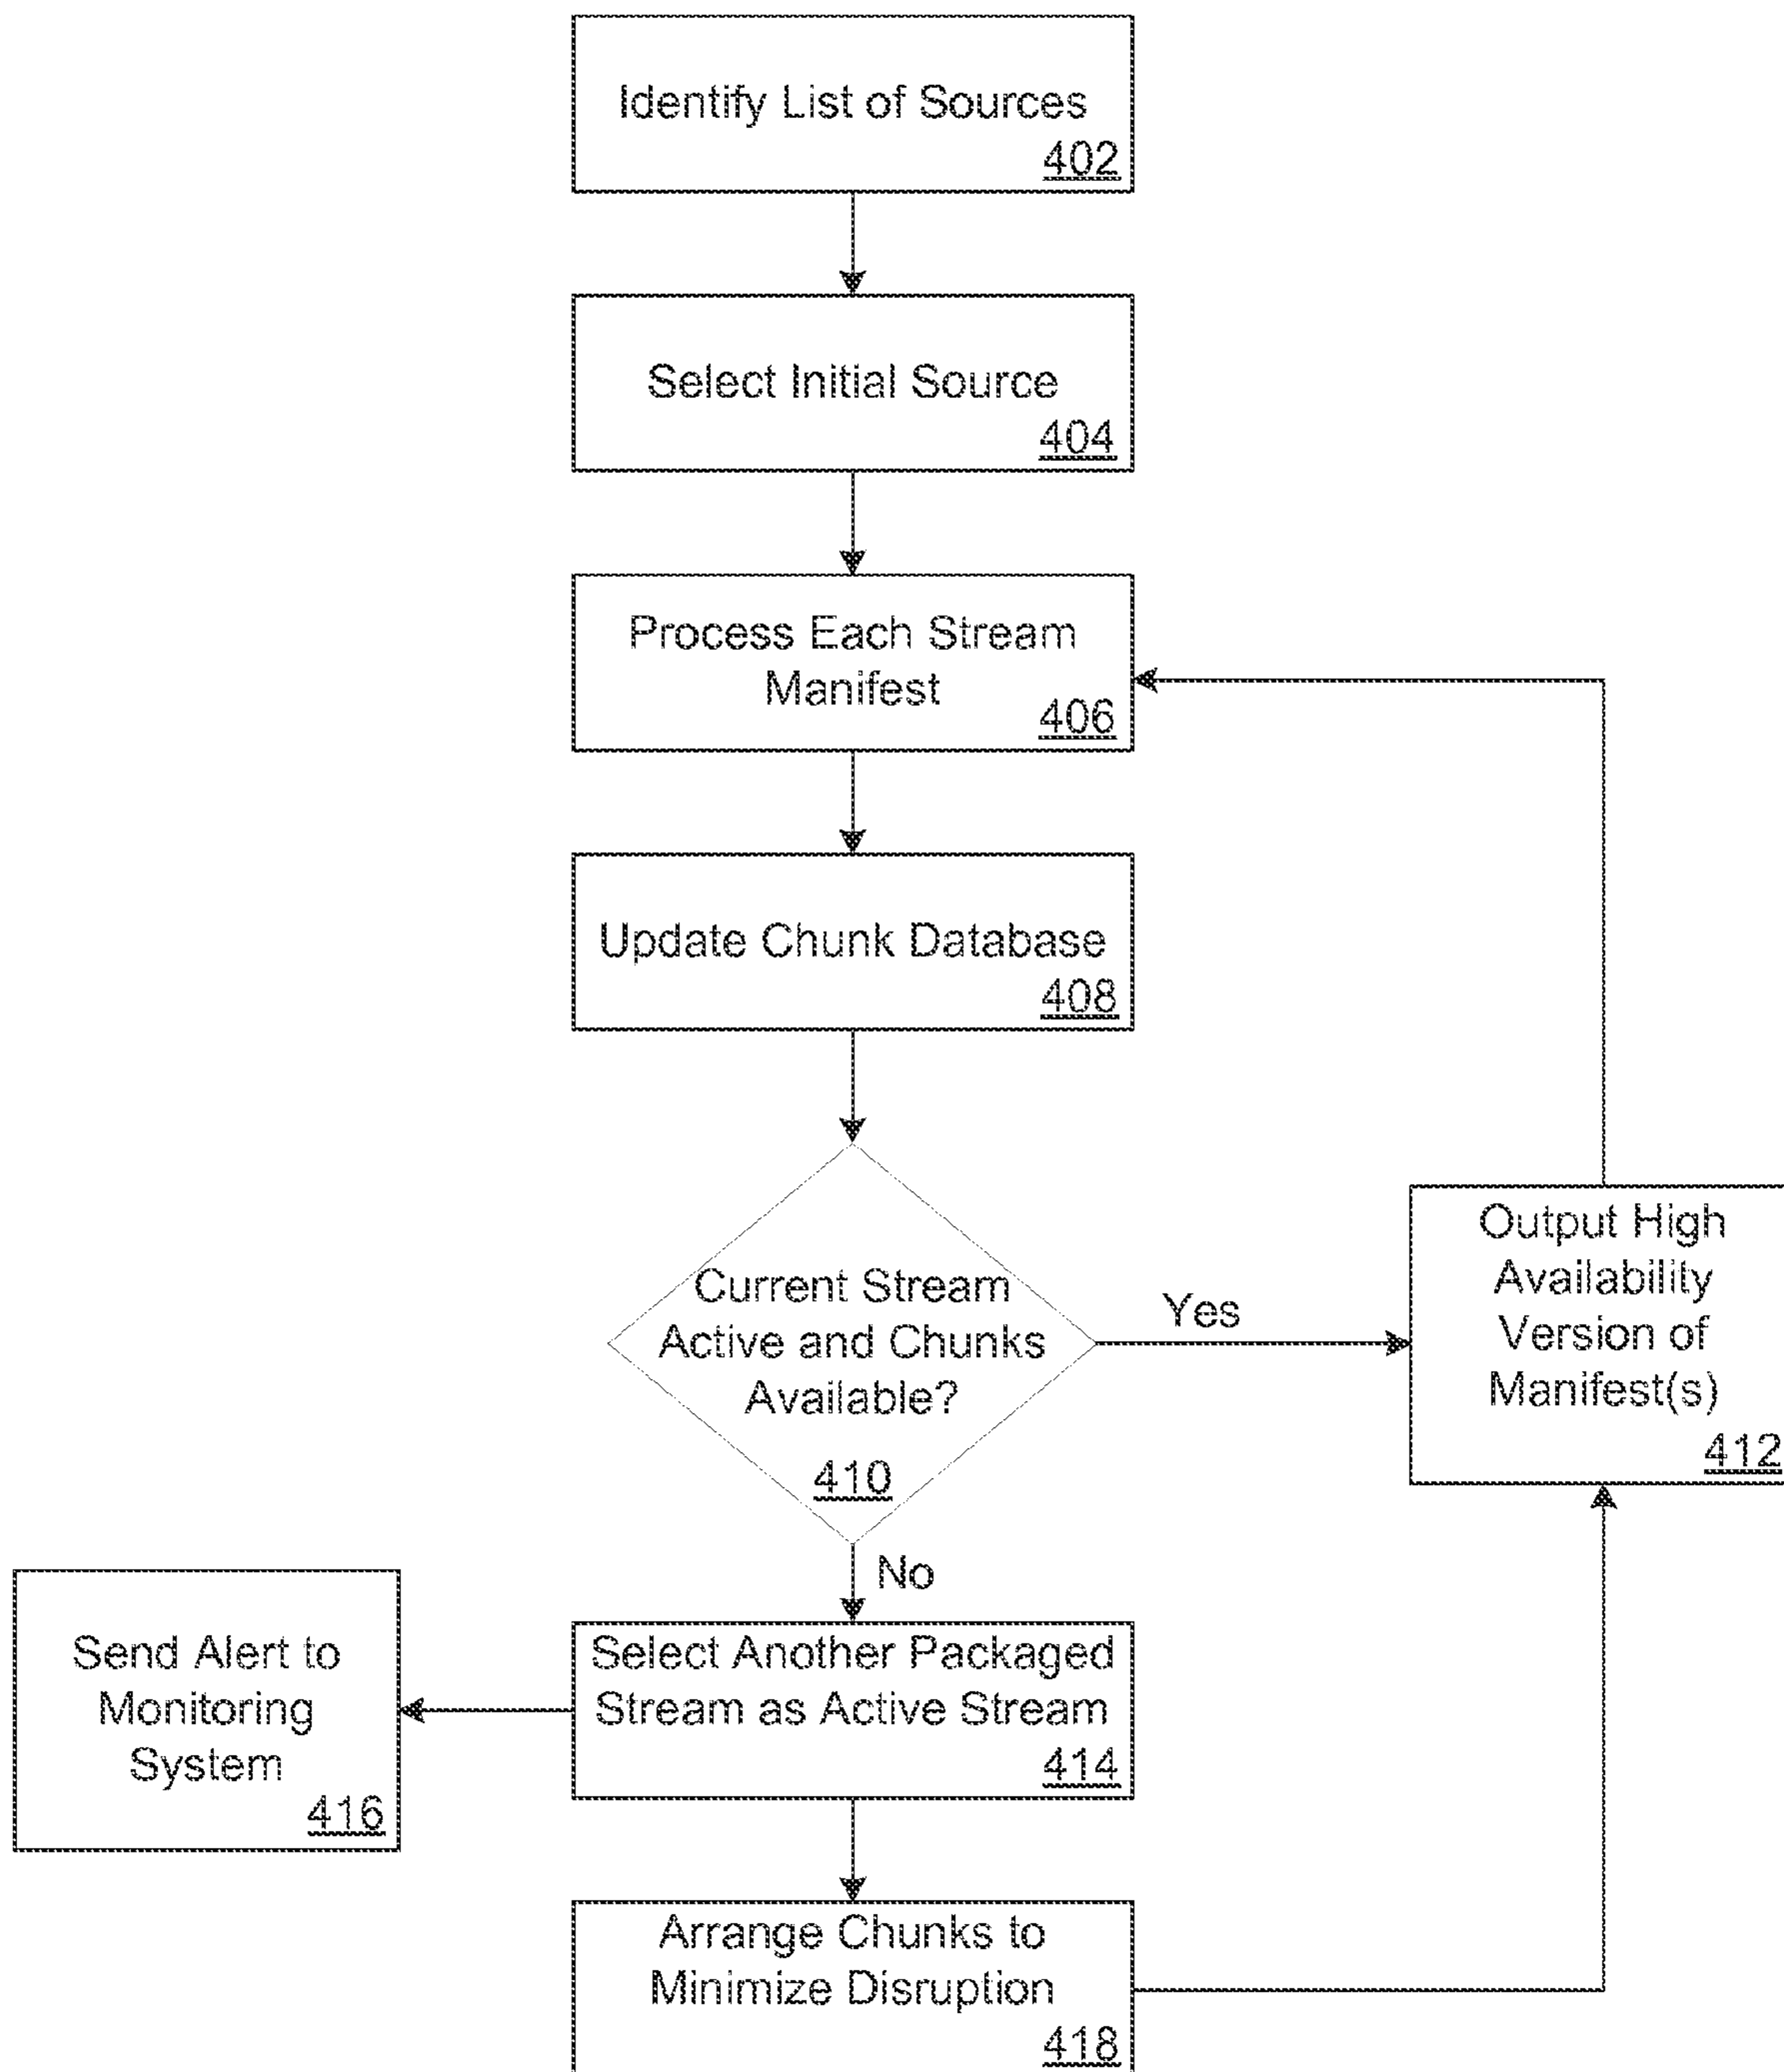 Identify List of Sources
402
Select Initial Source
404
Process Each Stream
Manifest
406
Update Chunk Database
408
Current Stream
Active and Chunks
Available?
410
Yes
Output High
Availability
Version of
Manifest(s)
412
No
Select Another Packaged
Stream as Active Stream
414
Send Alert to
Monitoring
System
416
Arrange Chunks to
Minimize Disruption
418